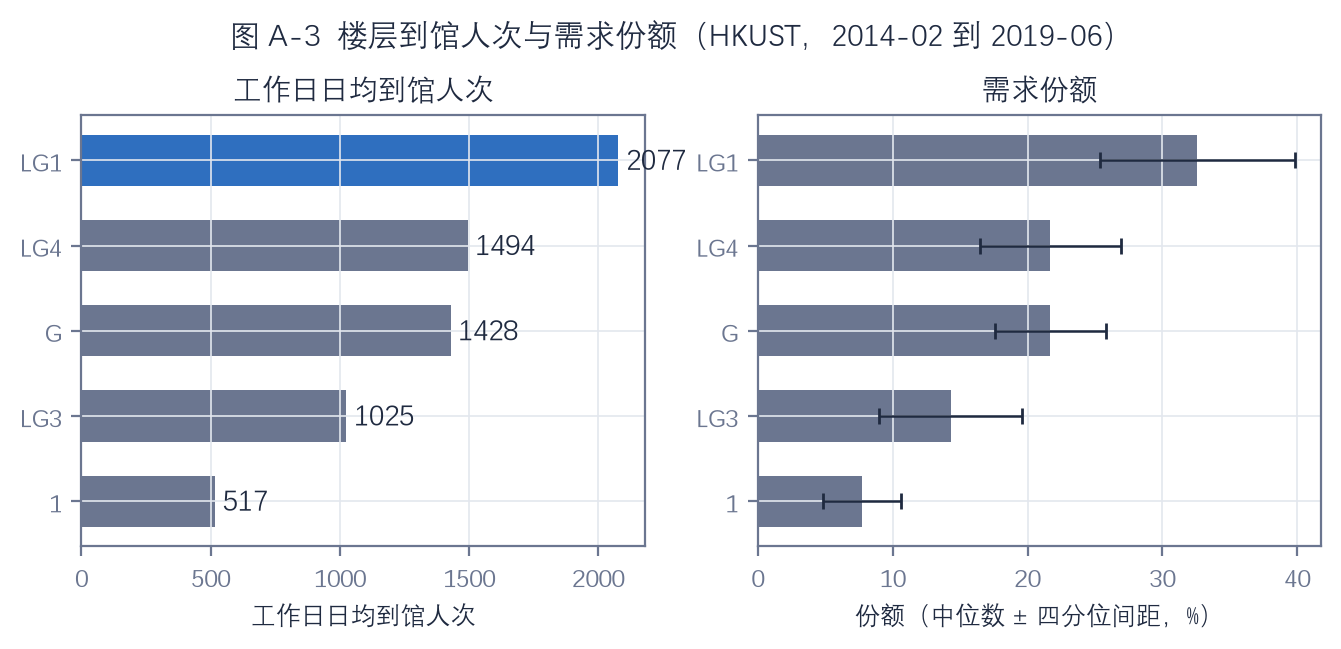 图 A-3 楼层到馆人次与需求份额（HKUST，2014-02 到 2019-06）
工作日日均到馆人次
LG1
2077
LG4
1494
G
1428
LG3
1025
1
517
0 500 1000 1500 2000
工作日日均到馆人次
需求份额
LG1
LG4
G
LG3
1
0 10 20 30 40
份额（中位数 ± 四分位间距，%）